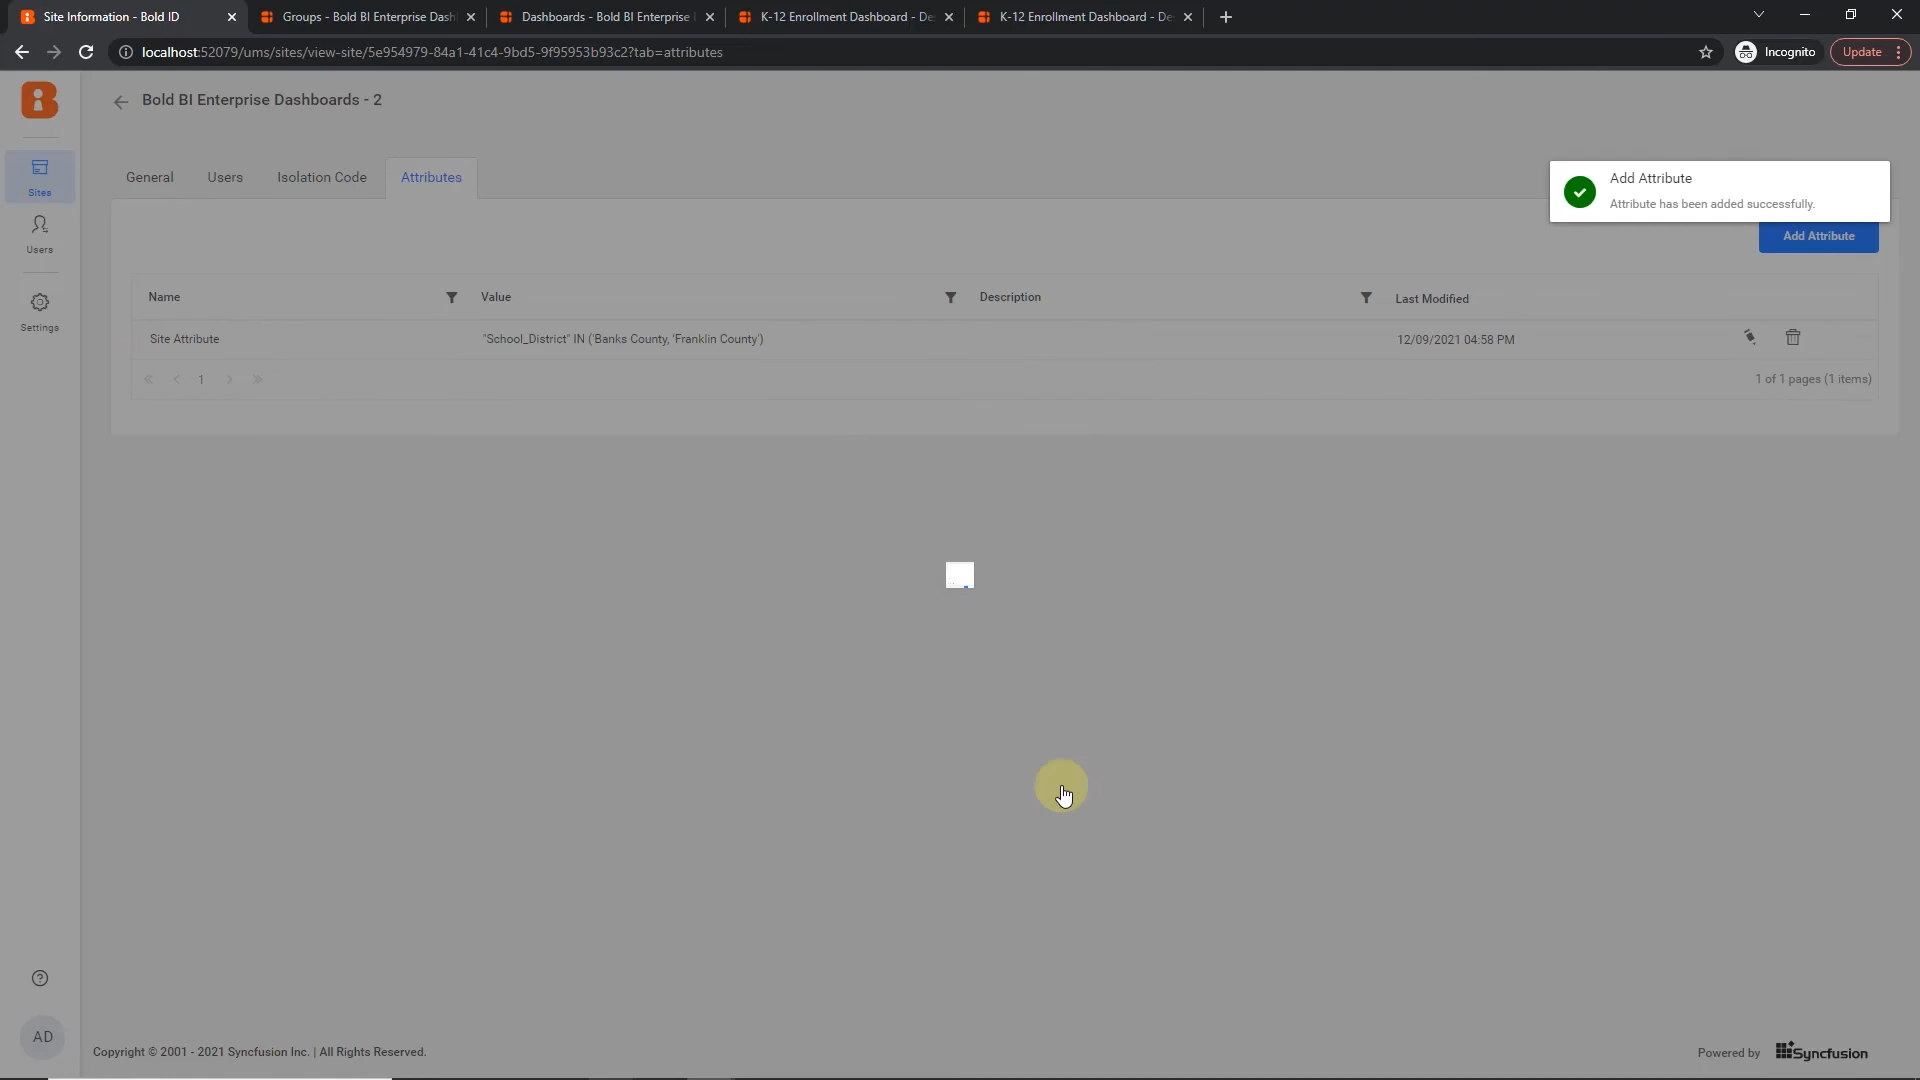 Site Information - Bold ID
Groups - Bold BI Enterprise Dash
Dashboards - Bold BI Enterprise
K-12 Enrollment Dashboard - De
K-12 Enrollment Dashboard - De
localhost:52079/ums/sites/view-site/5e954979-84a1-41c4-9bd5-9f95953b93c2?tab=attributes
Incognito
Update
Bold BI Enterprise Dashboards - 2
Sites
Users
Settings
General
Users
Isolation Code
Attributes
Add Attribute
Attribute has been added successfully.
Add Attribute
Name
Value
Description
Last Modified
Site Attribute
"School_District" IN ('Banks County, 'Franklin County')
12/09/2021 04:58 PM
1
1 of 1 pages (1 items)
AD
Copyright © 2001 - 2021 Syncfusion Inc. | All Rights Reserved.
Powered by
Syncfusion